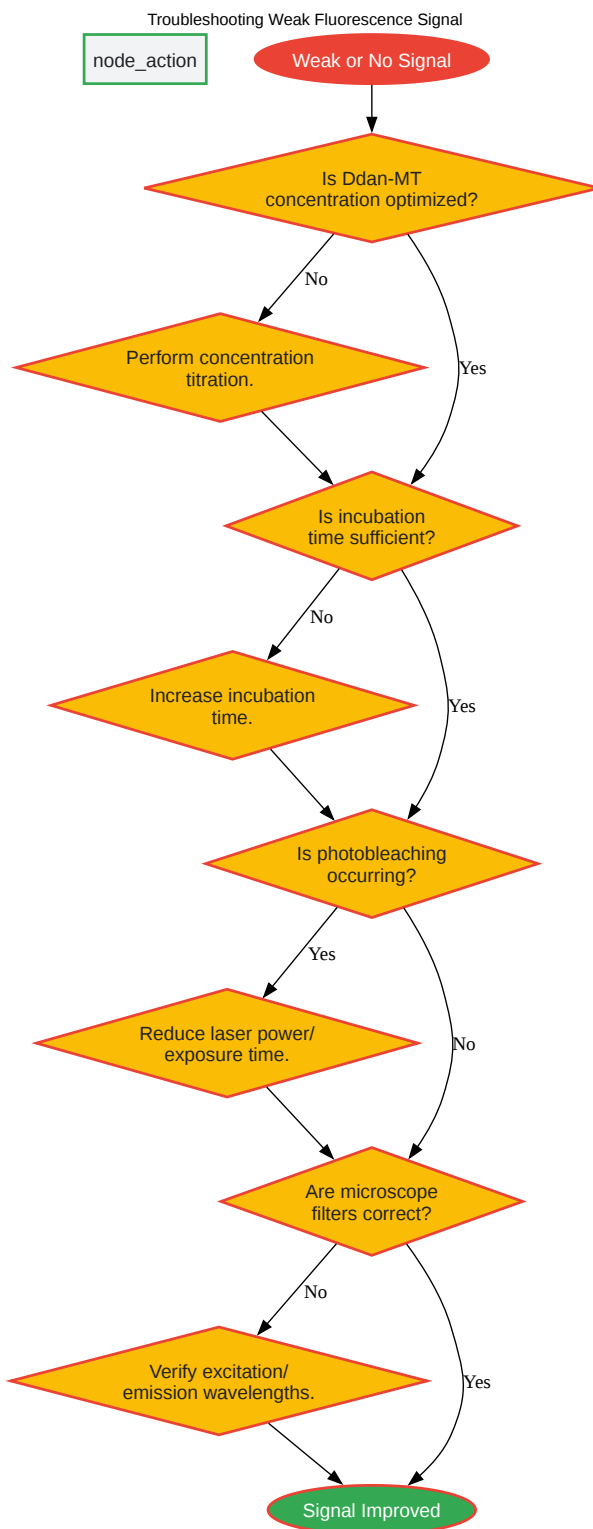 Troubleshooting Weak Fluorescence Signal
node_action
Weak or No Signal
Is Ddan-MT
concentration optimized?
No
Yes
Perform concentration
titration.
Is incubation
time sufficient?
No
Yes
Increase incubation
time.
Is photobleaching
occurring?
Yes
No
Reduce laser power/
exposure time.
Are microscope
filters correct?
No
Yes
Verify excitation/
emission wavelengths.
Signal Improved